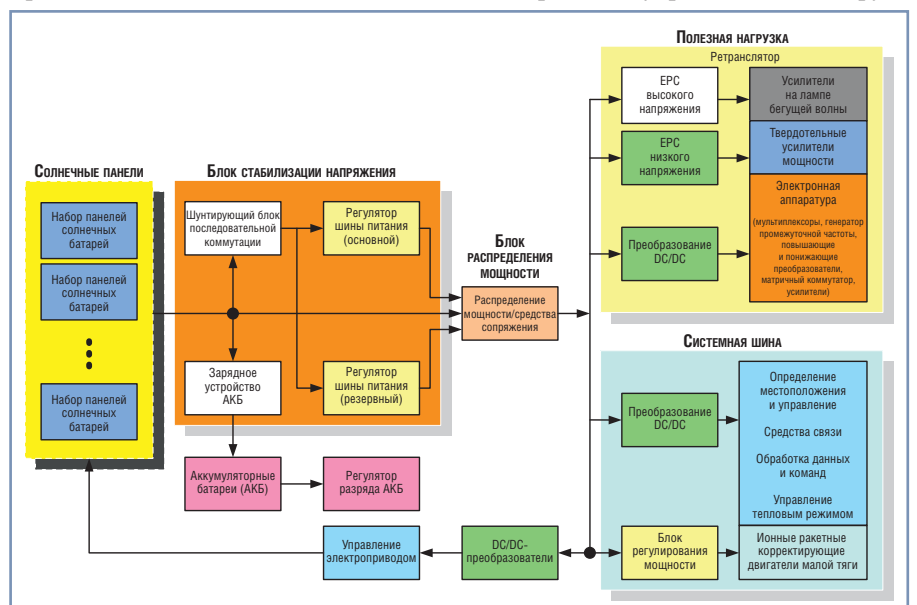 ПОЛЕЗНАЯ НАГРУЗКА
Ретранслятор
ЕРС
высокого
напряжения
Усилители
на лампе
бегущей волны
ЕРС
низкого
напряжения
Твердотельные
усилители
мощности
Преобразование
DC/DC
Электронная
аппаратура
(мультиплексоры, генератор
промежуточной частоты,
повышающие
и понижающие
преобразователи,
матричный коммутатор,
усилители)
СОЛНЕЧНЫЕ ПАНЕЛИ
Набор панелей
солнечных
батарей
Набор панелей
солнечных
батарей
Набор панелей
солнечных
батарей
БЛОК СТАБИЛИЗАЦИИ НАПРЯЖЕНИЯ
Шунтирующий блок
последовательной
коммутации
Регулятор
шины питания
(основной)
Зарядное
устройство
АКБ
Регулятор
шины питания
(резервный)
БЛОК
РАСПРЕДЕЛЕНИЯ
МОЩНОСТИ
Распределение
мощности/средства
сопряжения
Аккумуляторные
батареи (АКБ)
Регулятор
разряда АКБ
Управление
электроприводом
DC/DC-
преобразователи
СИСТЕМНАЯ ШИНА
Преобразование
DC/DC
Определение
местоположения
и управление
Средства связи
Обработка данных
и команд
Управление
тепловым режимом
Блок
регулирования
мощности
Ионные ракетные
корректирующие
двигатели малой тяги